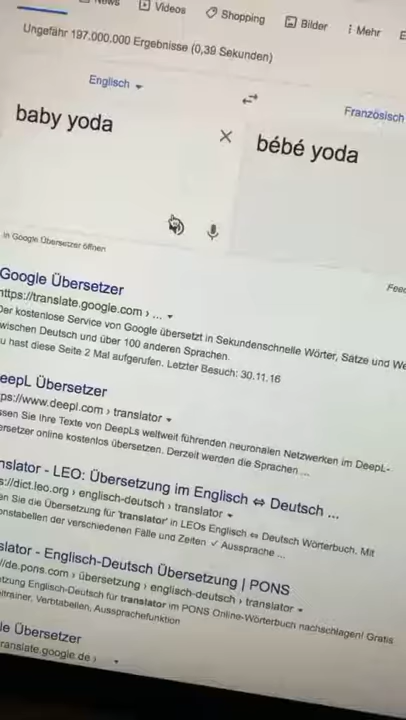 News Videos Shopping Bilder Mehr
Ungefähr 197.000.000 Ergebnisse (0,39 Sekunden)
Englisch Französisch
baby yoda bébé yoda
in Google Übersetzer öffnen
Google Übersetzer
https://translate.google.com › ...
Der kostenlose Service von Google übersetzt in Sekundenschnelle Wörter, Sätze und We
wischen Deutsch und über 100 anderen Sprachen.
u hast diese Seite 2 Mal aufgerufen. Letzter Besuch: 30.11.16
eepL Übersetzer
ps://www.deepl.com › translator
ssen Sie Ihre Texte von DeepLs weltweit führenden neuronalen Netzwerken im DeepL-
ersetzer online kostenlos übersetzen. Derzeit werden die Sprachen ...
nslator - LEO: Übersetzung im Englisch ⇔ Deutsch ...
s://dict.leo.org › englisch-deutsch › translator
en Sie die Übersetzung für 'translator' in LEOs Englisch ⇔ Deutsch Wörterbuch. Mit
onstabellen der verschiedenen Fälle und Zeiten ✓ Aussprache ...
slator - Englisch-Deutsch Übersetzung | PONS
//de.pons.com › übersetzung › englisch-deutsch › translator
etzung Englisch-Deutsch für translator im PONS Online-Wörterbuch nachschlagen! Gratis
eltrainer, Verbtabellen, Aussprachefunktion
le Übersetzer
ranslate.google.de ›